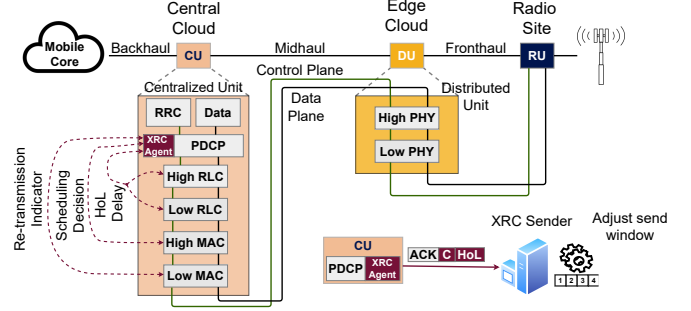 Central
Cloud
Edge
Cloud
Radio
Site
Mobile
Core
Backhaul
CU
Midhaul
DU
Fronthaul
RU
Control Plane
Centralized Unit
Data
Plane
Distributed
Unit
RRC
Data
XRC
Agent
PDCP
High RLC
Low RLC
High MAC
Low MAC
High PHY
Low PHY
Re-transmission
Indicator
Scheduling
Decision
HoL
Delay
CU
PDCP
XRC
Agent
ACK C HoL
XRC Sender
Adjust send
window
1 2 3 4